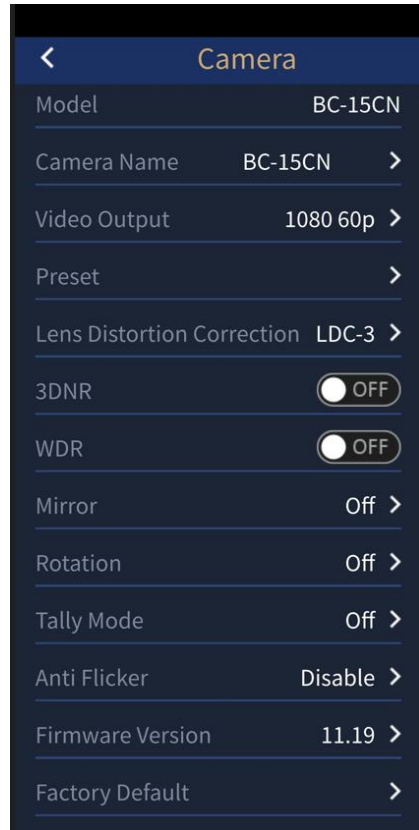 Camera
Model BC-15CN
Camera Name BC-15CN
Video Output 1080 60p
Preset
Lens Distortion Correction LDC-3
3DNR OFF
WDR OFF
Mirror Off
Rotation Off
Tally Mode Off
Anti Flicker Disable
Firmware Version 11.19
Factory Default